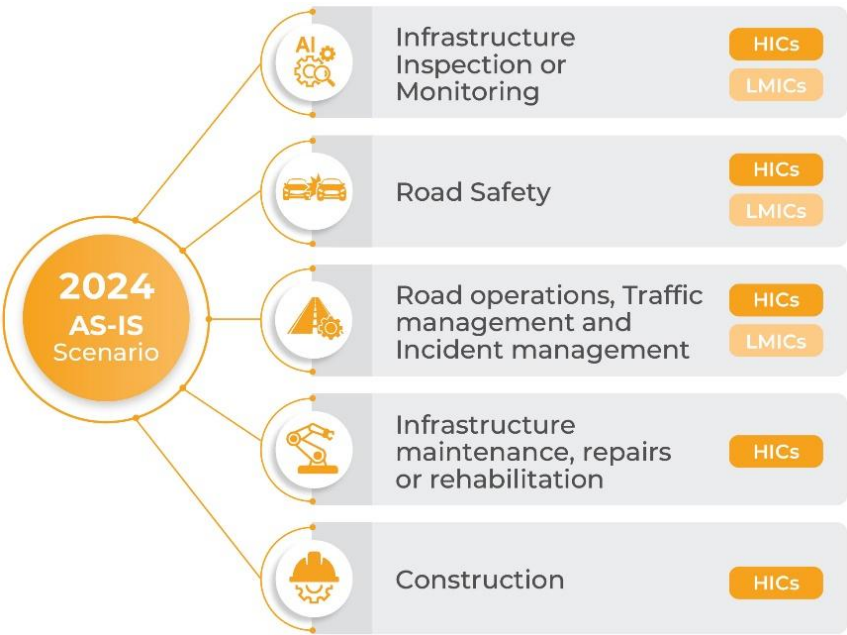 2024
AS-IS
Scenario
AI
Infrastructure
Inspection or
Monitoring
HICs
LMICs
Road Safety
HICs
LMICs
Road operations, Traffic
management and
Incident management
HICs
LMICs
Infrastructure
maintenance, repairs
or rehabilitation
HICs
Construction
HICs